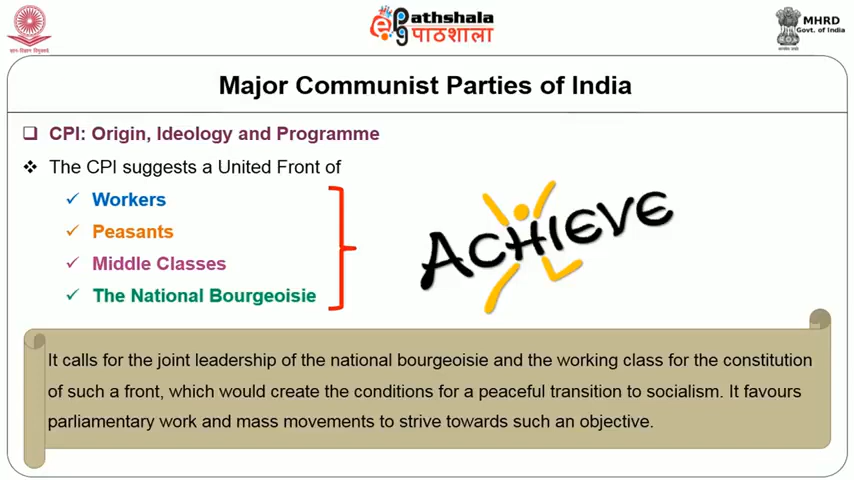 ePathshala
पाठशाला
MHRD
Govt. of India
Major Communist Parties of India
CPI: Origin, Ideology and Programme
The CPI suggests a United Front of
Workers
Peasants
Middle Classes
The National Bourgeoisie
ACHIEVE
It calls for the joint leadership of the national bourgeoisie and the working class for the constitution
of such a front, which would create the conditions for a peaceful transition to socialism. It favours
parliamentary work and mass movements to strive towards such an objective.